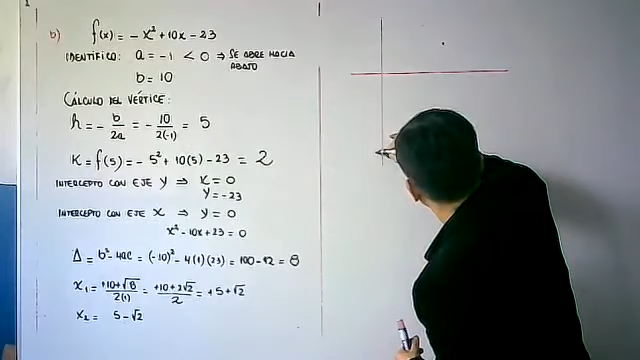 b) f(x) = - x² + 10x - 23
IDENTIFICO: a = -1 < 0 ⇒ SE ABRE HACIA ABAJO
b = 10
CÁLCULO DEL VÉRTICE:
h = - b/2a = - 10/2(-1) = 5
K = f(5) = - 5² + 10(5) - 23 = 2
INTERCEPTO CON EJE Y ⇒ X = 0
Y = -23
INTERCEPTO CON EJE X ⇒ y = 0
x² - 10x + 23 = 0
Δ = b² - 4ac = (-10)² - 4(1)(23) = 100 - 92 = 8
x₁ = +10+√8/2(1) = +10+2√2/2 = +5+√2
x₂ = 5-√2